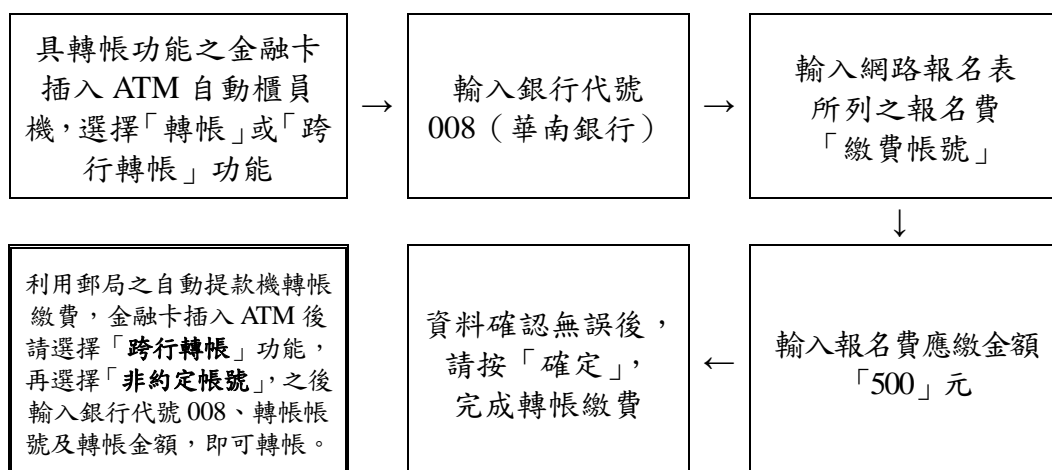 具轉帳功能之金融卡
插入 ATM 自動櫃員
機，選擇「轉帳」或「跨
行轉帳」功能
→
輸入銀行代號
008（華南銀行）
→
輸入網路報名表
所列之報名費
「繳費帳號」
↓
輸入報名費應繳金額
「500」元
←
資料確認無誤後，
請按「確定」，
完成轉帳繳費
利用郵局之自動提款機轉帳
繳費，金融卡插入 ATM 後
請選擇「跨行轉帳」功能，
再選擇「非約定帳號」，之後
輸入銀行代號 008、轉帳帳
號及轉帳金額，即可轉帳。